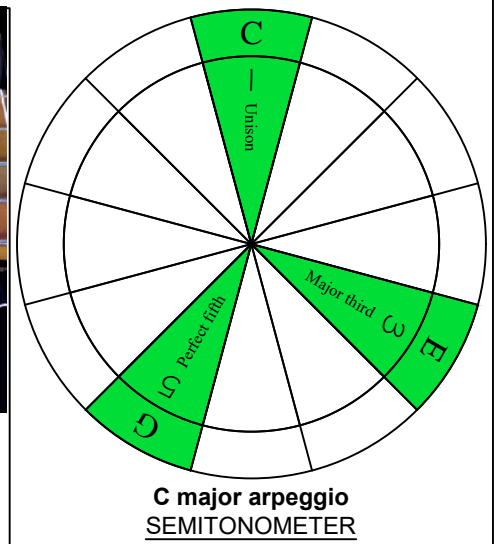 C
1 Unison
Major third 3
E
Perfect fifth
5
G
C major arpeggio
SEMITONOMETER